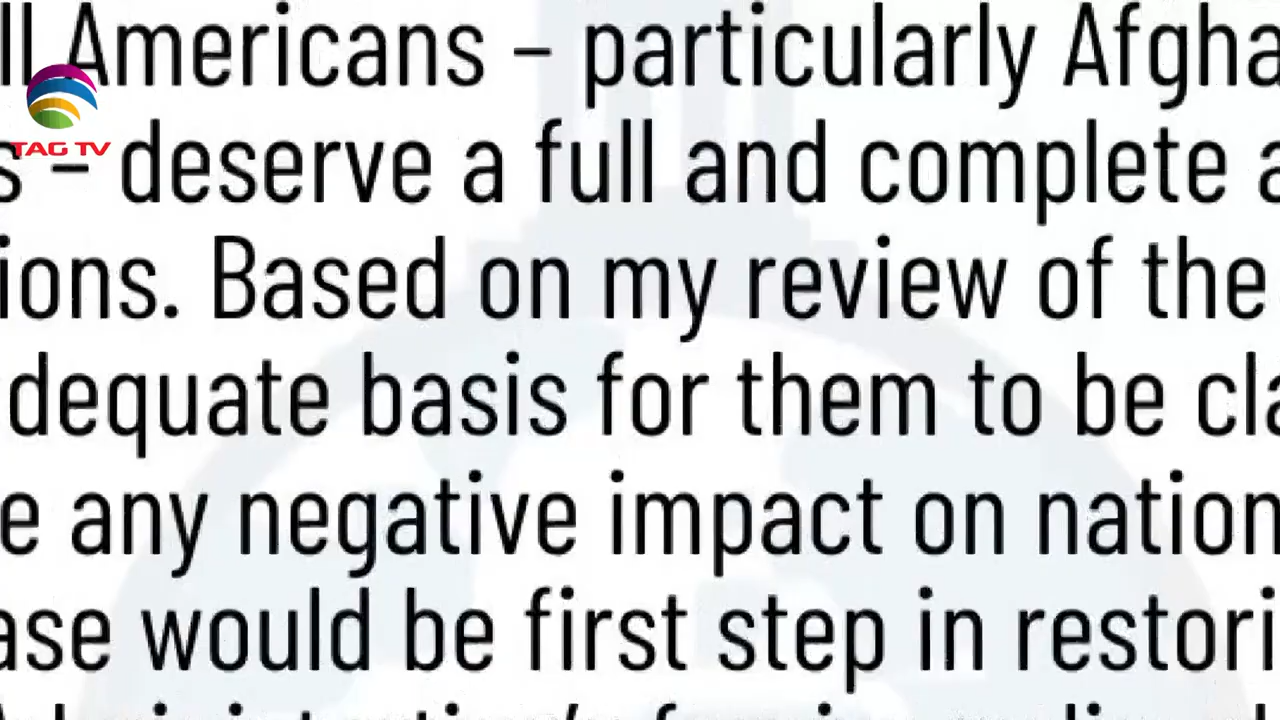 ll Americans – particularly Afgha
TAG TV
s – deserve a full and complete a
ions. Based on my review of the
dequate basis for them to be cla
e any negative impact on nation
ase would be first step in restori